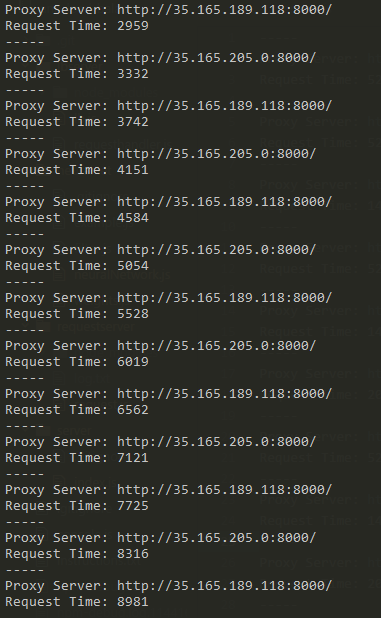 Proxy Server: http://35.165.189.118:8000/
Request Time: 2959
-----
Proxy Server: http://35.165.205.0:8000/
Request Time: 3332
-----
Proxy Server: http://35.165.189.118:8000/
Request Time: 3742
-----
Proxy Server: http://35.165.205.0:8000/
Request Time: 4151
-----
Proxy Server: http://35.165.189.118:8000/
Request Time: 4584
-----
Proxy Server: http://35.165.205.0:8000/
Request Time: 5054
-----
Proxy Server: http://35.165.189.118:8000/
Request Time: 5528
-----
Proxy Server: http://35.165.205.0:8000/
Request Time: 6019
-----
Proxy Server: http://35.165.189.118:8000/
Request Time: 6562
-----
Proxy Server: http://35.165.205.0:8000/
Request Time: 7121
-----
Proxy Server: http://35.165.189.118:8000/
Request Time: 7725
-----
Proxy Server: http://35.165.205.0:8000/
Request Time: 8316
-----
Proxy Server: http://35.165.189.118:8000/
Request Time: 8981